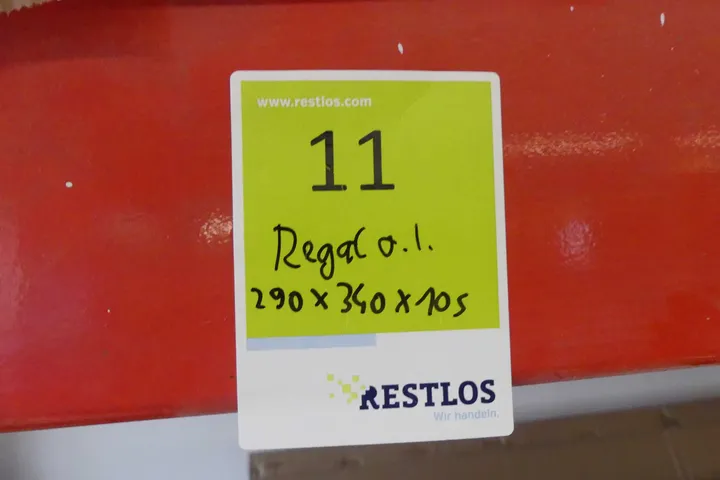 www.restlos.com
11
Regal o.I.
290 x 340 x 105
RESTLOS
Wir handeln.